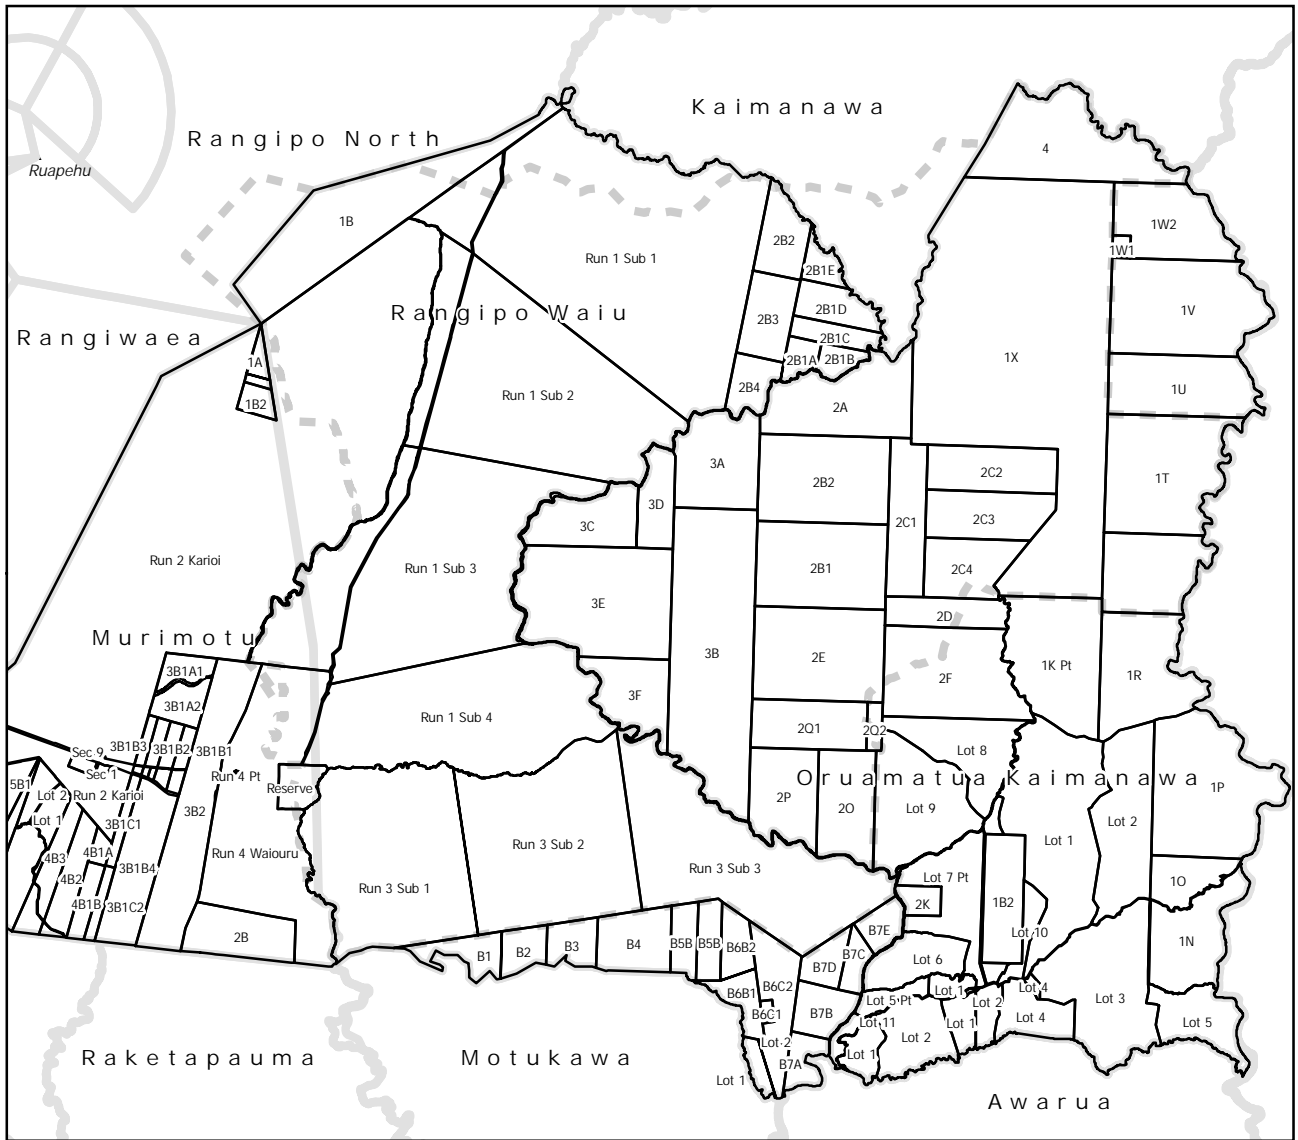 Kaimanawa
Rangipo North
4
Ruapehu
1B
1W2
2B2
1W1
Run 1 Sub 1
2B1E
2B1D
1V
Rangipo Waiu
2B3
Rangiwaea
2B1C
1A
2B1A
2B1B
1X
2B4
1U
Run 1 Sub 2
1B2
2A
3A
2C2
1T
2B2
3D
2C1
2C3
3C
Run 2 Karioi
Run 1 Sub 3
2B1
2C4
3E
2D
Murimotu
3B
2E
1K Pt
3B1A1
2F
1R
3F
3B1A2
Run 1 Sub 4
2Q1
2Q2
3B1B3
3B1B2
3B1B1
Sec 9
Lot 8
Sec 1
Run 4 Pt
Oruamatua Kaimanawa
5B1
Reserve
1P
Lot 2
Run 2 Karioi
2P
2O
Lot 9
3B2
Lot 1
3B1C1
Lot 2
Lot 1
Run 3 Sub 2
4B3
4B1A
Run 4 Waiouru
3B1B4
Run 3 Sub 3
4B2
Lot 7 Pt
1O
Run 3 Sub 1
4B1B
3B1C2
2K
1B2
2B
B7E
Lot 10
B1
B2
B3
B4
B5B
B5B
B6B2
B7C
1N
B7D
Lot 6
B6C2
B6B1
Lot 1
Lot 4
Lot 5 Pt
Lot 2
Lot 3
B6C1
B7B
Lot 11
Lot 1
Lot 4
Lot 5
Lot 2
Lot 2
Lot 1
Raketapauma
Motukawa
B7A
Lot 1
Awarua